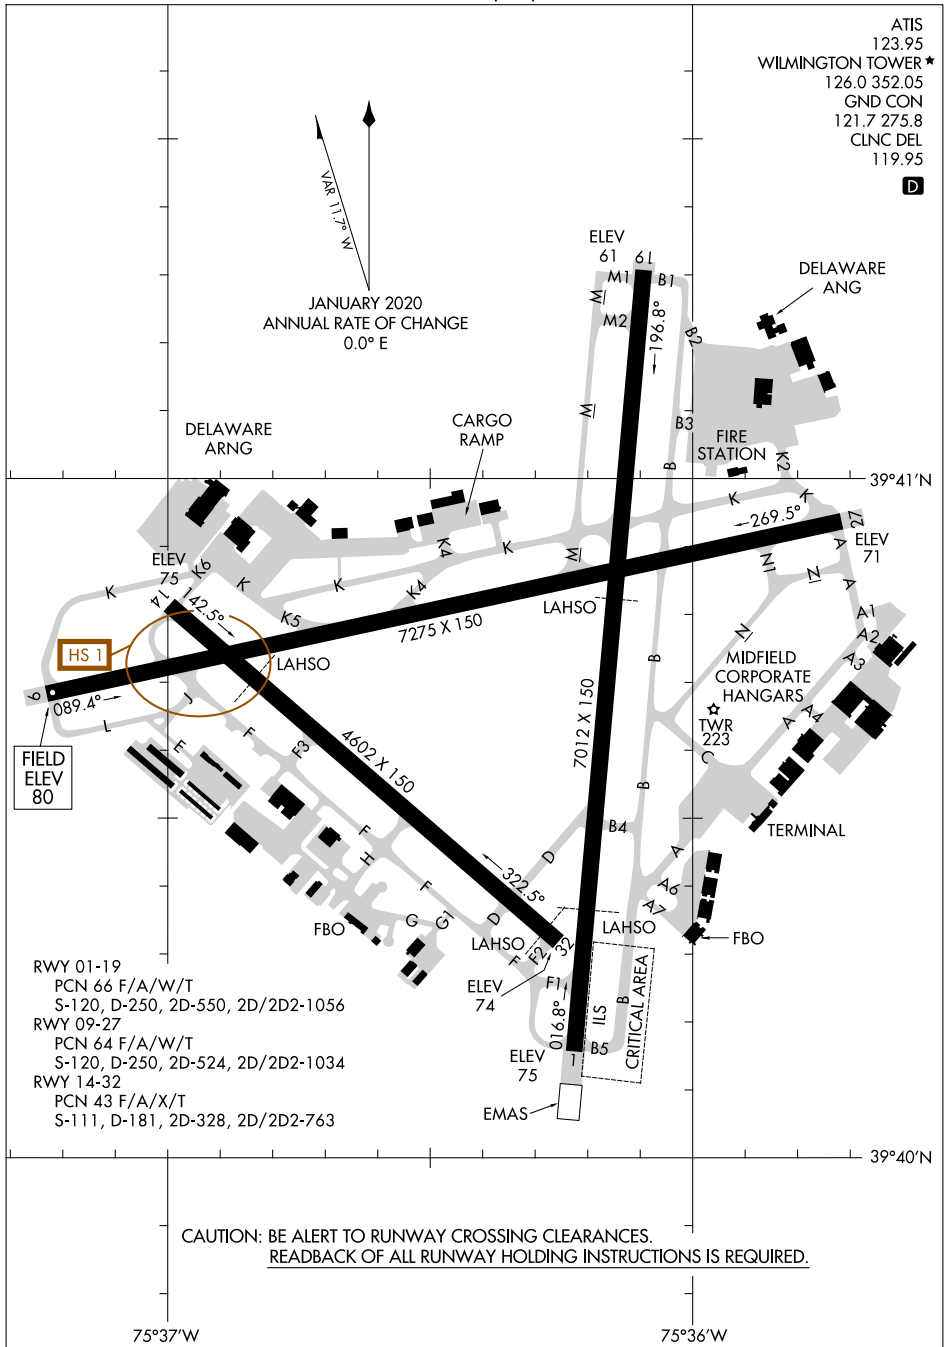 ATIS
123.95
WILMINGTON TOWER★
126.0 352.05
GND CON
121.7 275.8
CLNC DEL
119.95
D
VAR 11.7° W
JANUARY 2020
ANNUAL RATE OF CHANGE
0.0° E
ELEV
61
19
M1
B1
M
M2
196.8°
B2
DELAWARE
ANG
M
B3
CARGO
RAMP
DELAWARE
ARNG
FIRE
STATION
B
K2
39°41'N
K
K
269.5°
27
ELEV
71
K4
K
M
A
N1
N1
A
ELEV
75
K6
K
K
K
K4
14
142.5°
K5
7275 X 150
LAHSO
A1
A2
A3
N
HS 1
LAHSO
B
MIDFIELD
CORPORATE
HANGARS
9
089.4°
J
L
E
F
F3
4602 X 150
7012 X 150
TWR
223
A
A4
C
FIELD
ELEV
80
B
B4
TERMINAL
F
H
D
A
F
322.5°
A6
A7
G
G1
D
FBO
LAHSO
F
F2
32
LAHSO
FBO
ELEV
74
F1
016.8°
ILS
CRITICAL AREA
B
RWY 01-19
PCN 66 F/A/W/T
S-120, D-250, 2D-550, 2D/2D2-1056
RWY 09-27
PCN 64 F/A/W/T
S-120, D-250, 2D-524, 2D/2D2-1034
RWY 14-32
PCN 43 F/A/X/T
S-111, D-181, 2D-328, 2D/2D2-763
ELEV
75
1
B5
EMAS
39°40'N
CAUTION: BE ALERT TO RUNWAY CROSSING CLEARANCES.
READBACK OF ALL RUNWAY HOLDING INSTRUCTIONS IS REQUIRED.
75°37'W
75°36'W